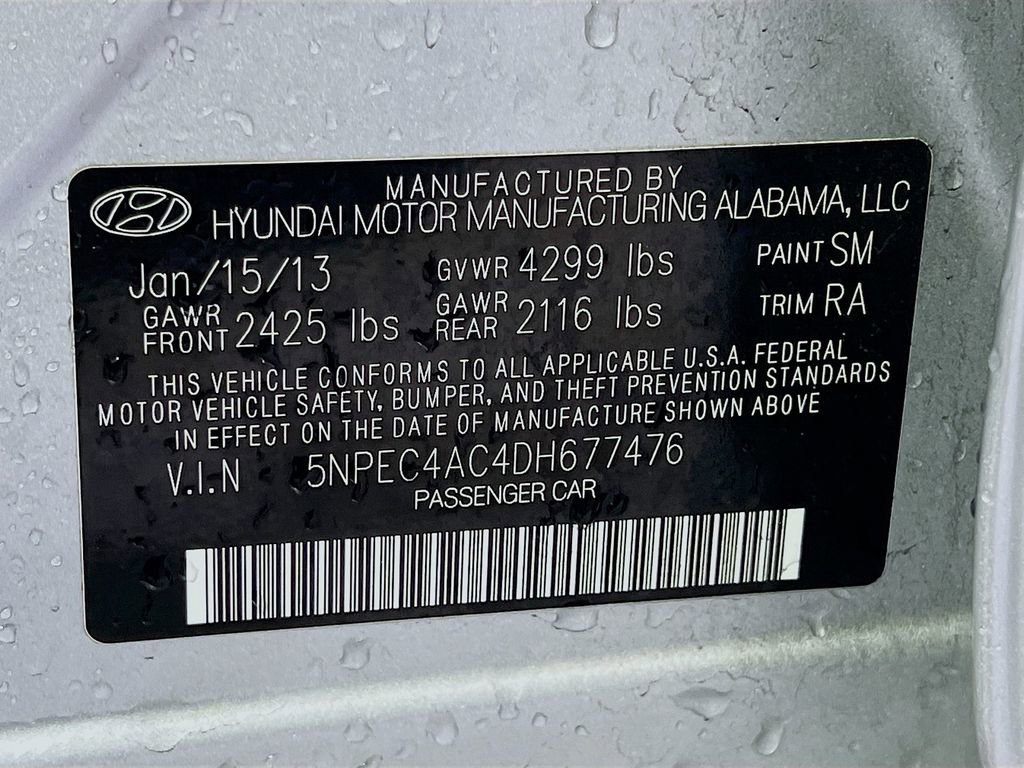 MANUFACTURED BY
HYUNDAI MOTOR MANUFACTURING ALABAMA, LLC
Jan/15/13 GVWR 4299 lbs PAINT SM
GAWR FRONT 2425 lbs GAWR REAR 2116 lbs TRIM RA
THIS VEHICLE CONFORMS TO ALL APPLICABLE U.S.A. FEDERAL
MOTOR VEHICLE SAFETY, BUMPER, AND THEFT PREVENTION STANDARDS
IN EFFECT ON THE DATE OF MANUFACTURE SHOWN ABOVE
V.I.N 5NPEC4AC4DH677476
PASSENGER CAR